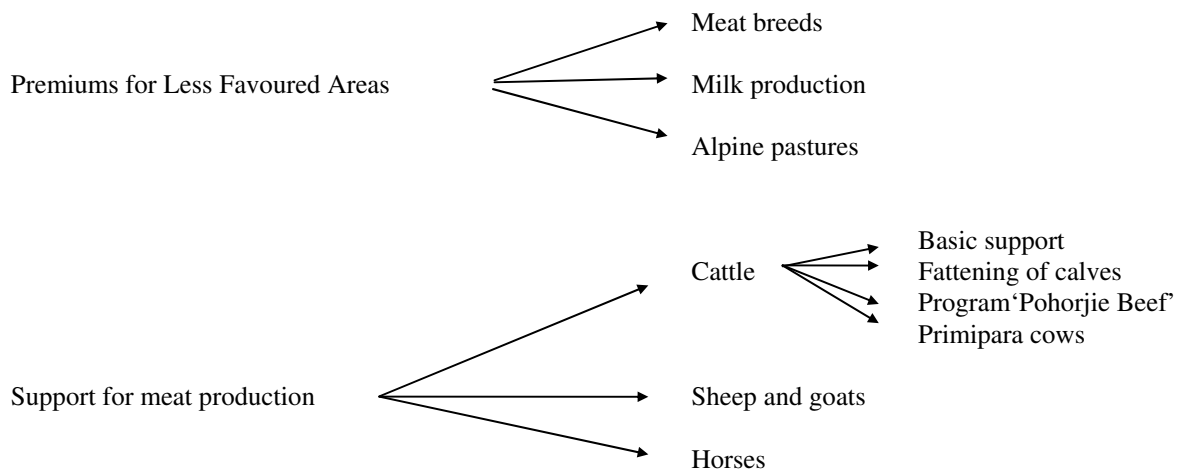 Meat breeds
Premiums for Less Favoured Areas
Milk production
Alpine pastures
Basic support
Cattle
Fattening of calves
Program‘Pohorjie Beef’
Primipara cows
Support for meat production
Sheep and goats
Horses